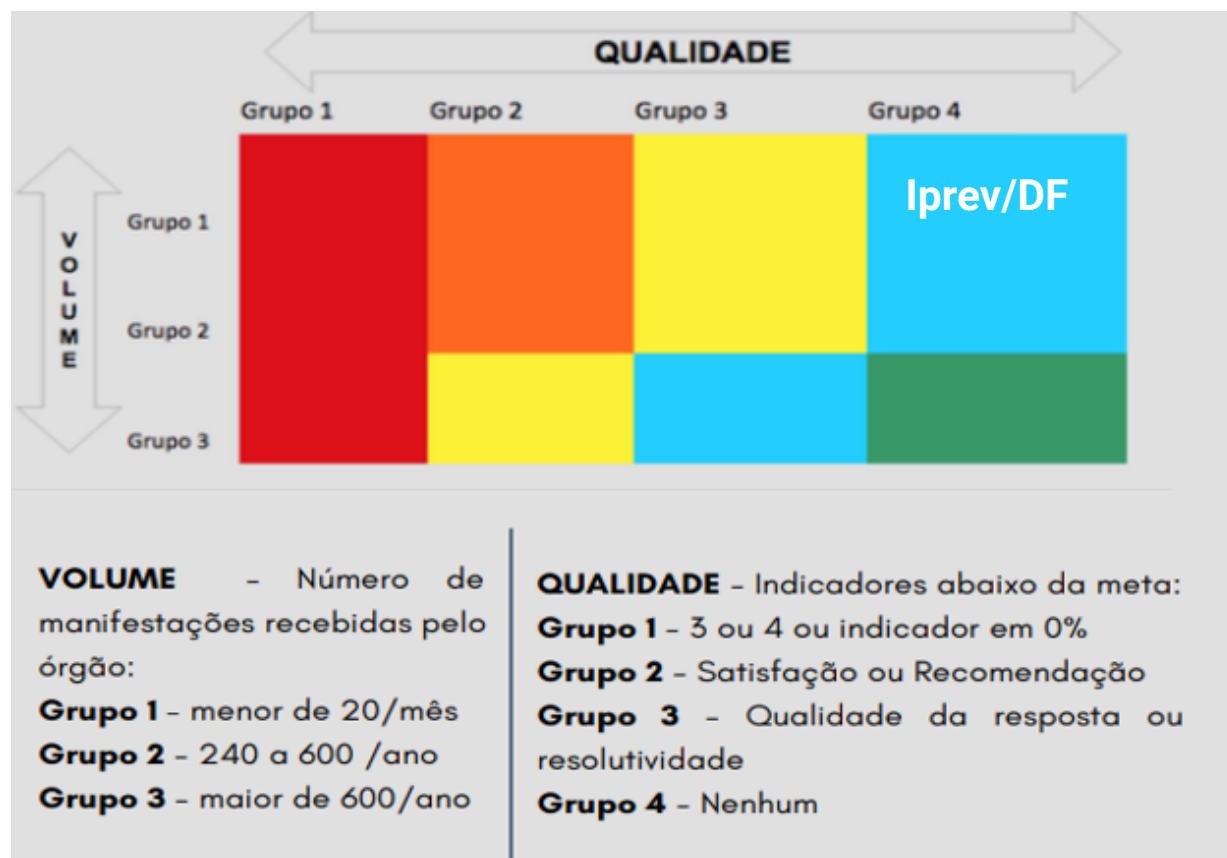 QUALIDADE
Grupo 1 Grupo 2 Grupo 3 Grupo 4
Iprev/DF
VOLUME
Grupo 1
Grupo 2
Grupo 3
VOLUME - Número de
manifestações recebidas pelo
órgão:
Grupo 1 - menor de 20/mês
Grupo 2 - 240 a 600 /ano
Grupo 3 - maior de 600/ano
QUALIDADE - Indicadores abaixo da meta:
Grupo 1 - 3 ou 4 ou indicador em 0%
Grupo 2 - Satisfação ou Recomendação
Grupo 3 - Qualidade da resposta ou
resolutividade
Grupo 4 - Nenhum